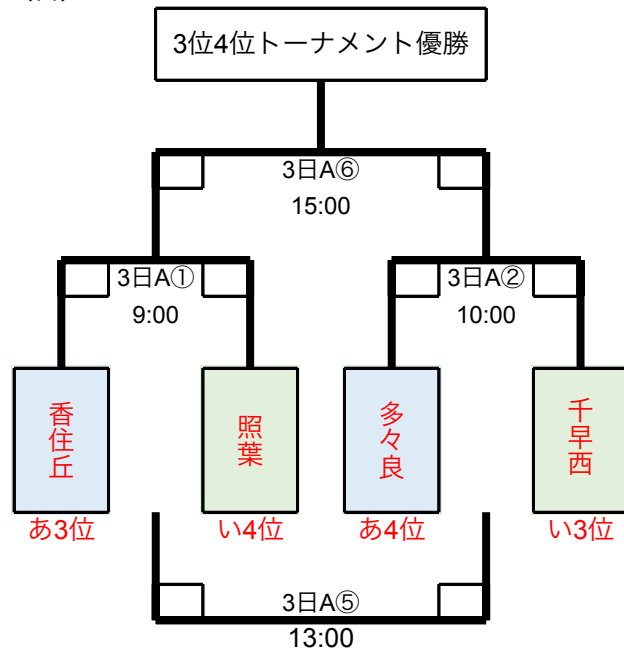 3位4位トーナメント優勝
3日A⑥
15:00
3日A①
9:00
3日A②
10:00
香住丘
照葉
多々良
千早西
あ3位
い4位
あ4位
い3位
3日A⑤
13:00